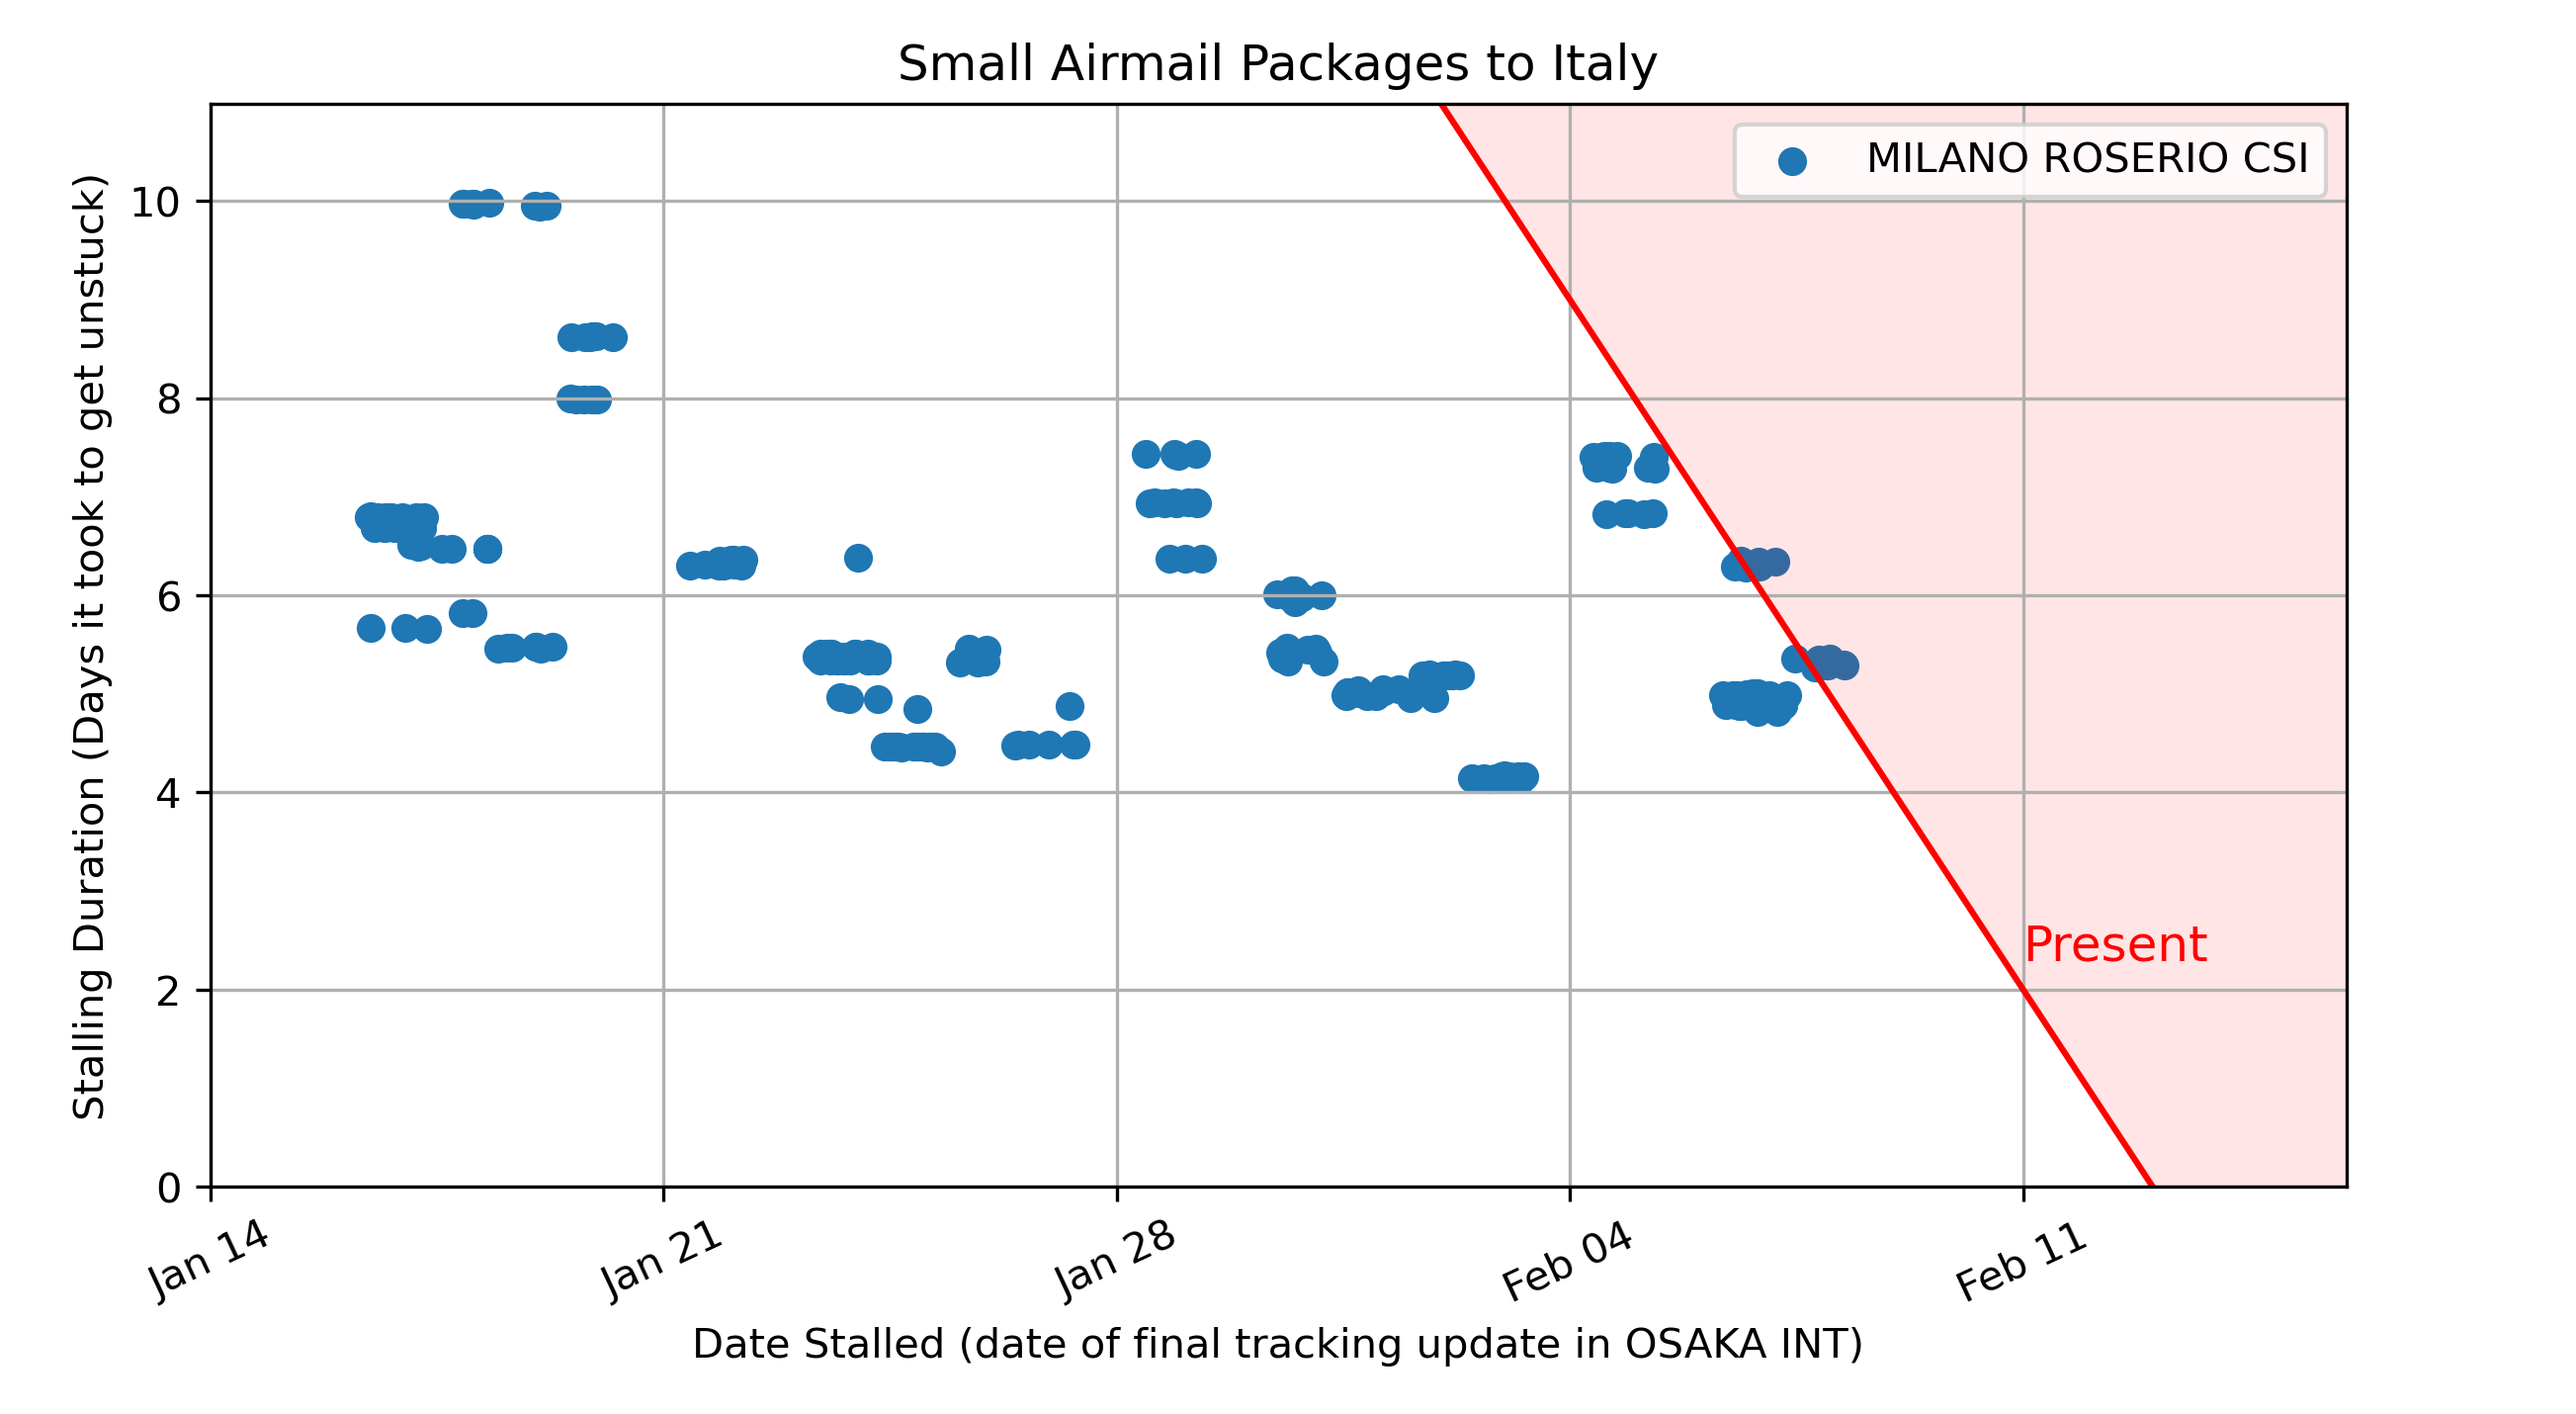 Small Airmail Packages to Italy
MILANO ROSERIO CSI
Stalling Duration (Days it took to get unstuck)
10
8
6
4
2
0
Present
Jan 14
Jan 21
Jan 28
Feb 04
Feb 11
Date Stalled (date of final tracking update in OSAKA INT)